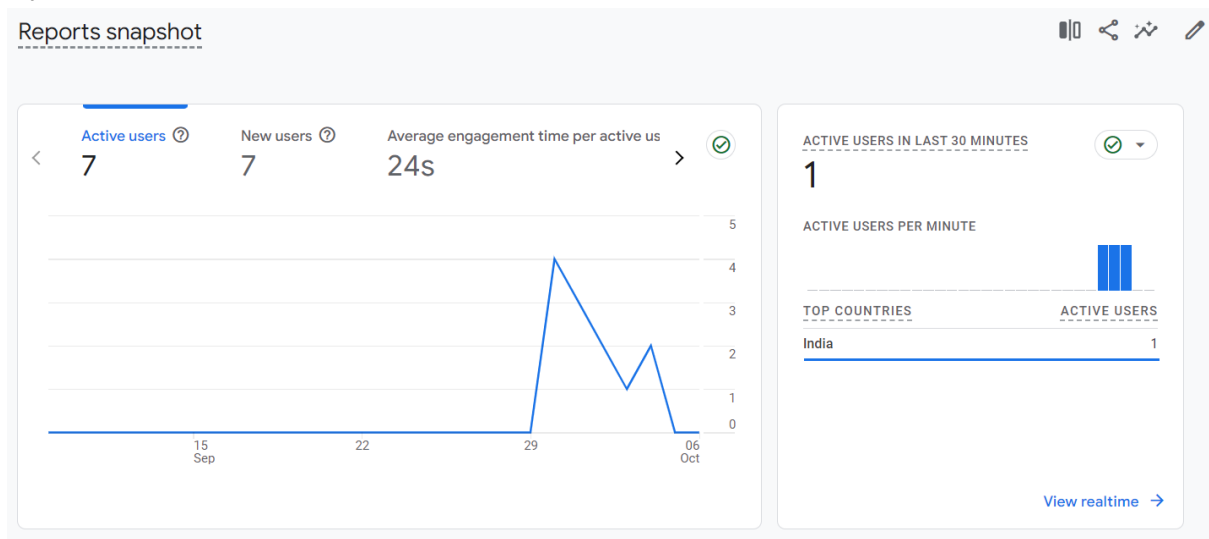 Reports snapshot
Active users
7
New users
7
Average engagement time per active us
24s
5
4
3
2
1
0
15
Sep
22
29
06
Oct
ACTIVE USERS IN LAST 30 MINUTES
1
ACTIVE USERS PER MINUTE
TOP COUNTRIES ACTIVE USERS
India 1
View realtime